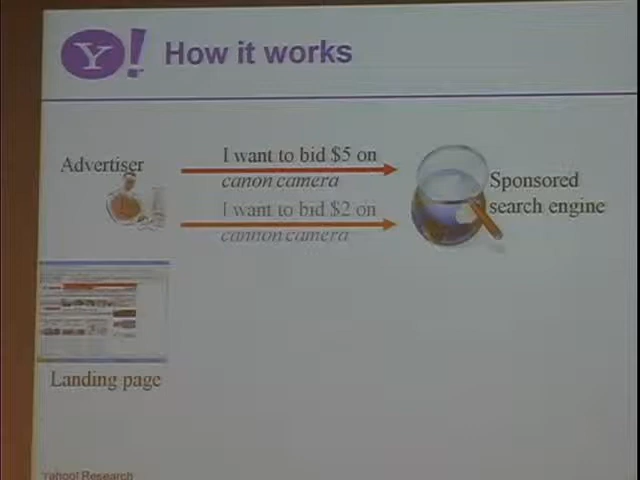 Y! How it works
I want to bid $5 on
Advertiser
canon camera
Sponsored
search engine
I want to bid $2 on
cannon camera
Landing page
Yahoo! Research